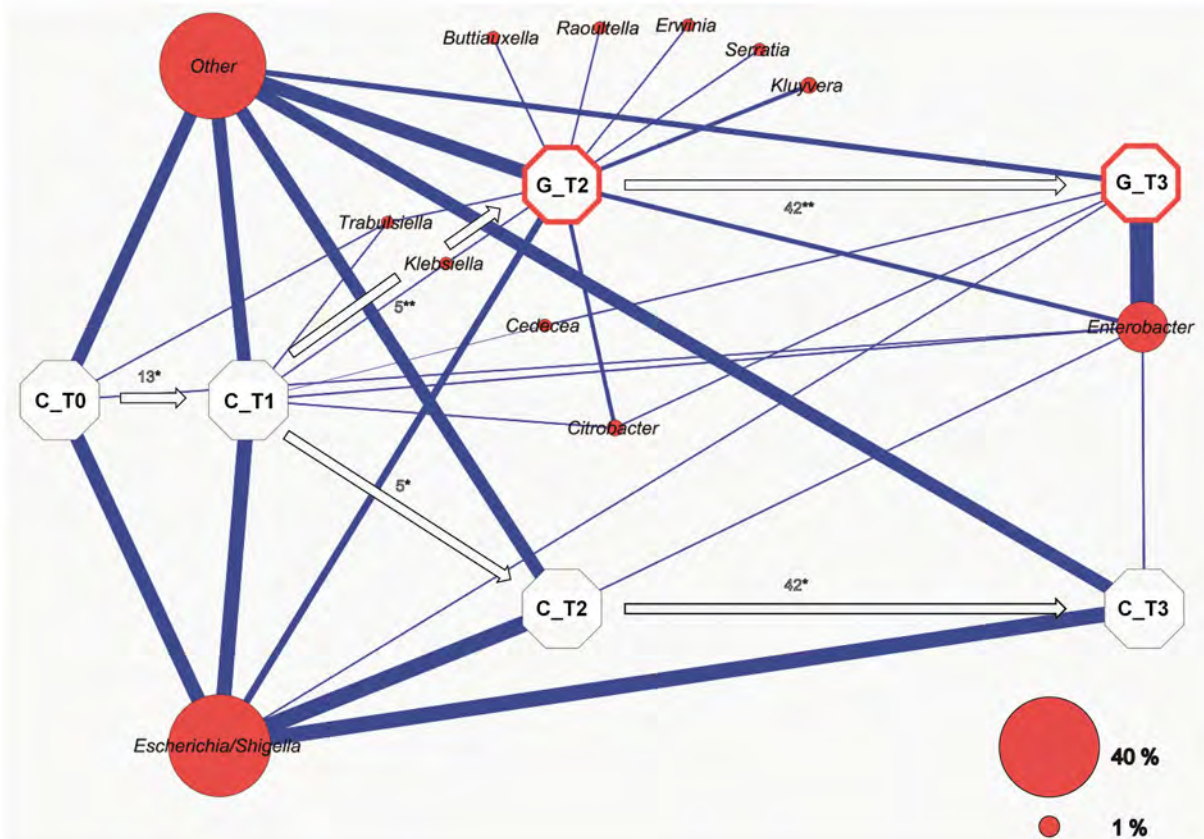 Other
Buttiauxella
Raoultella
Erwinia
Serratia
Kluyvera
G_T2
G_T3
42**
Trabulsiella
Klebsiella
5**
Cedecea
Enterobacter
C_T0
13*
C_T1
Citrobacter
5*
C_T2
42*
C_T3
Escherichia/Shigella
40 %
1 %